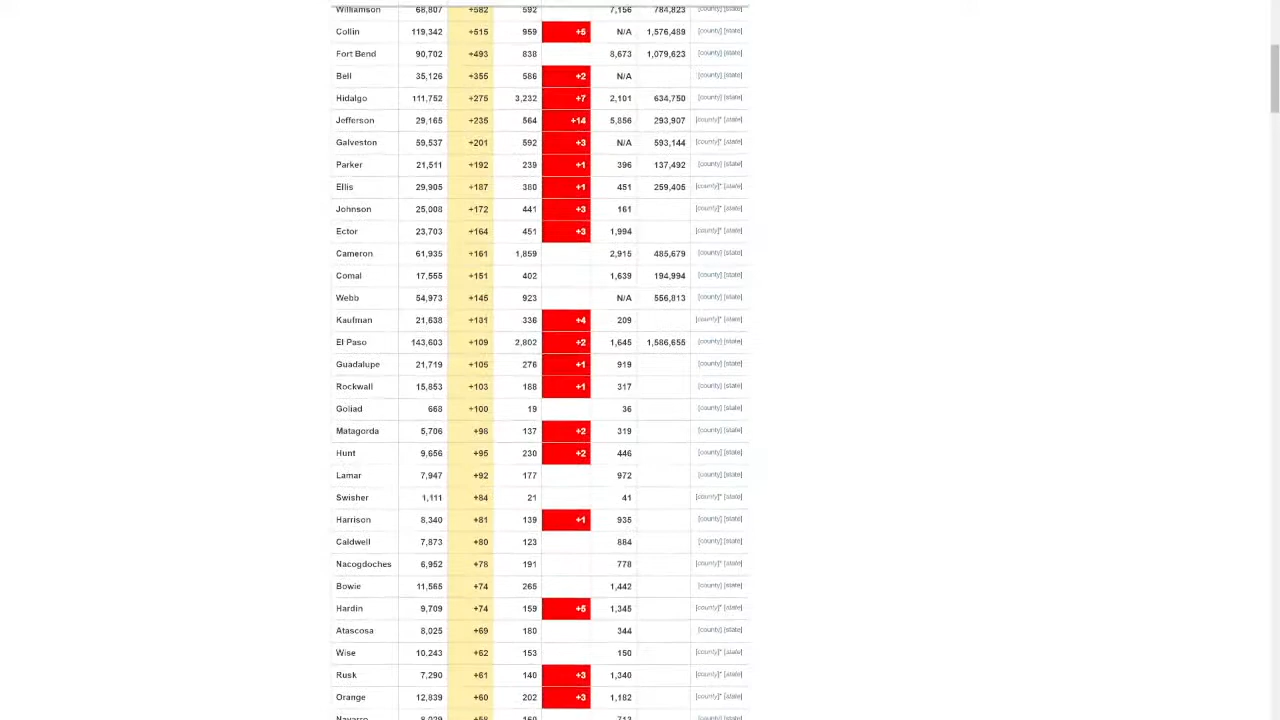 Williamson 68,807 +582 592 7,156 784,823 [county] [state]
Collin 119,342 +515 959 +5 N/A 1,576,489 [county] [state]
Fort Bend 90,702 +493 838 8,673 1,079,623 [county] [state]
Bell 35,126 +355 586 +2 N/A [county] [state]
Hidalgo 111,752 +275 3,232 +7 2,101 634,750 [county] [state]
Jefferson 29,165 +235 564 +14 5,856 293,907 [county]* [state]
Galveston 59,537 +201 592 +3 N/A 593,144 [county]* [state]
Parker 21,511 +192 239 +1 396 137,492 [county] [state]
Ellis 29,905 +187 380 +1 451 259,405 [county]* [state]
Johnson 25,008 +172 441 +3 161 [county]* [state]
Ector 23,703 +164 451 +3 1,994 [county]* [state]
Cameron 61,935 +161 1,859 2,915 485,679 [county] [state]
Comal 17,555 +151 402 1,639 194,994 [county] [state]
Webb 54,973 +145 923 N/A 556,813 [county] [state]
Kaufman 21,638 +131 336 +4 209 [county]* [state]
El Paso 143,603 +109 2,802 +2 1,645 1,586,655 [county] [state]
Guadalupe 21,719 +105 276 +1 919 [county] [state]
Rockwall 15,853 +103 188 +1 317 [county] [state]
Goliad 668 +100 19 36 [county] [state]
Matagorda 5,706 +98 137 +2 319 [county] [state]
Hunt 9,656 +95 230 +2 446 [county] [state]
Lamar 7,947 +92 177 972 [county] [state]
Swisher 1,111 +84 21 41 [county]* [state]
Harrison 8,340 +81 139 +1 935 [county] [state]
Caldwell 7,873 +80 123 884 [county] [state]
Nacogdoches 6,952 +78 191 778 [county]* [state]
Bowie 11,565 +74 265 1,442 [county] [state]
Hardin 9,709 +74 159 +5 1,345 [county]* [state]
Atascosa 8,025 +69 180 344 [county] [state]
Wise 10,243 +62 153 150 [county]* [state]
Rusk 7,290 +61 140 +3 1,340 [county]* [state]
Orange 12,839 +60 202 +3 1,182 [county]* [state]
Navarro